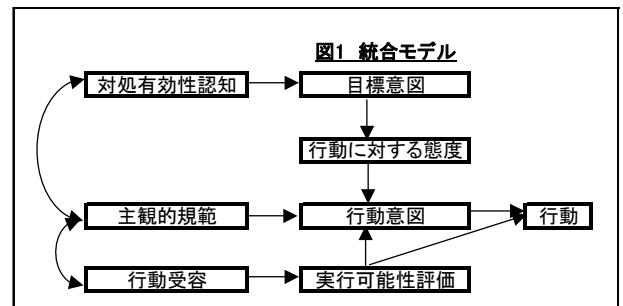 図1 統合モデル
対処有効性認知 目標意図
行動に対する態度
主観的規範 行動意図 行動
行動受容 実行可能性評価